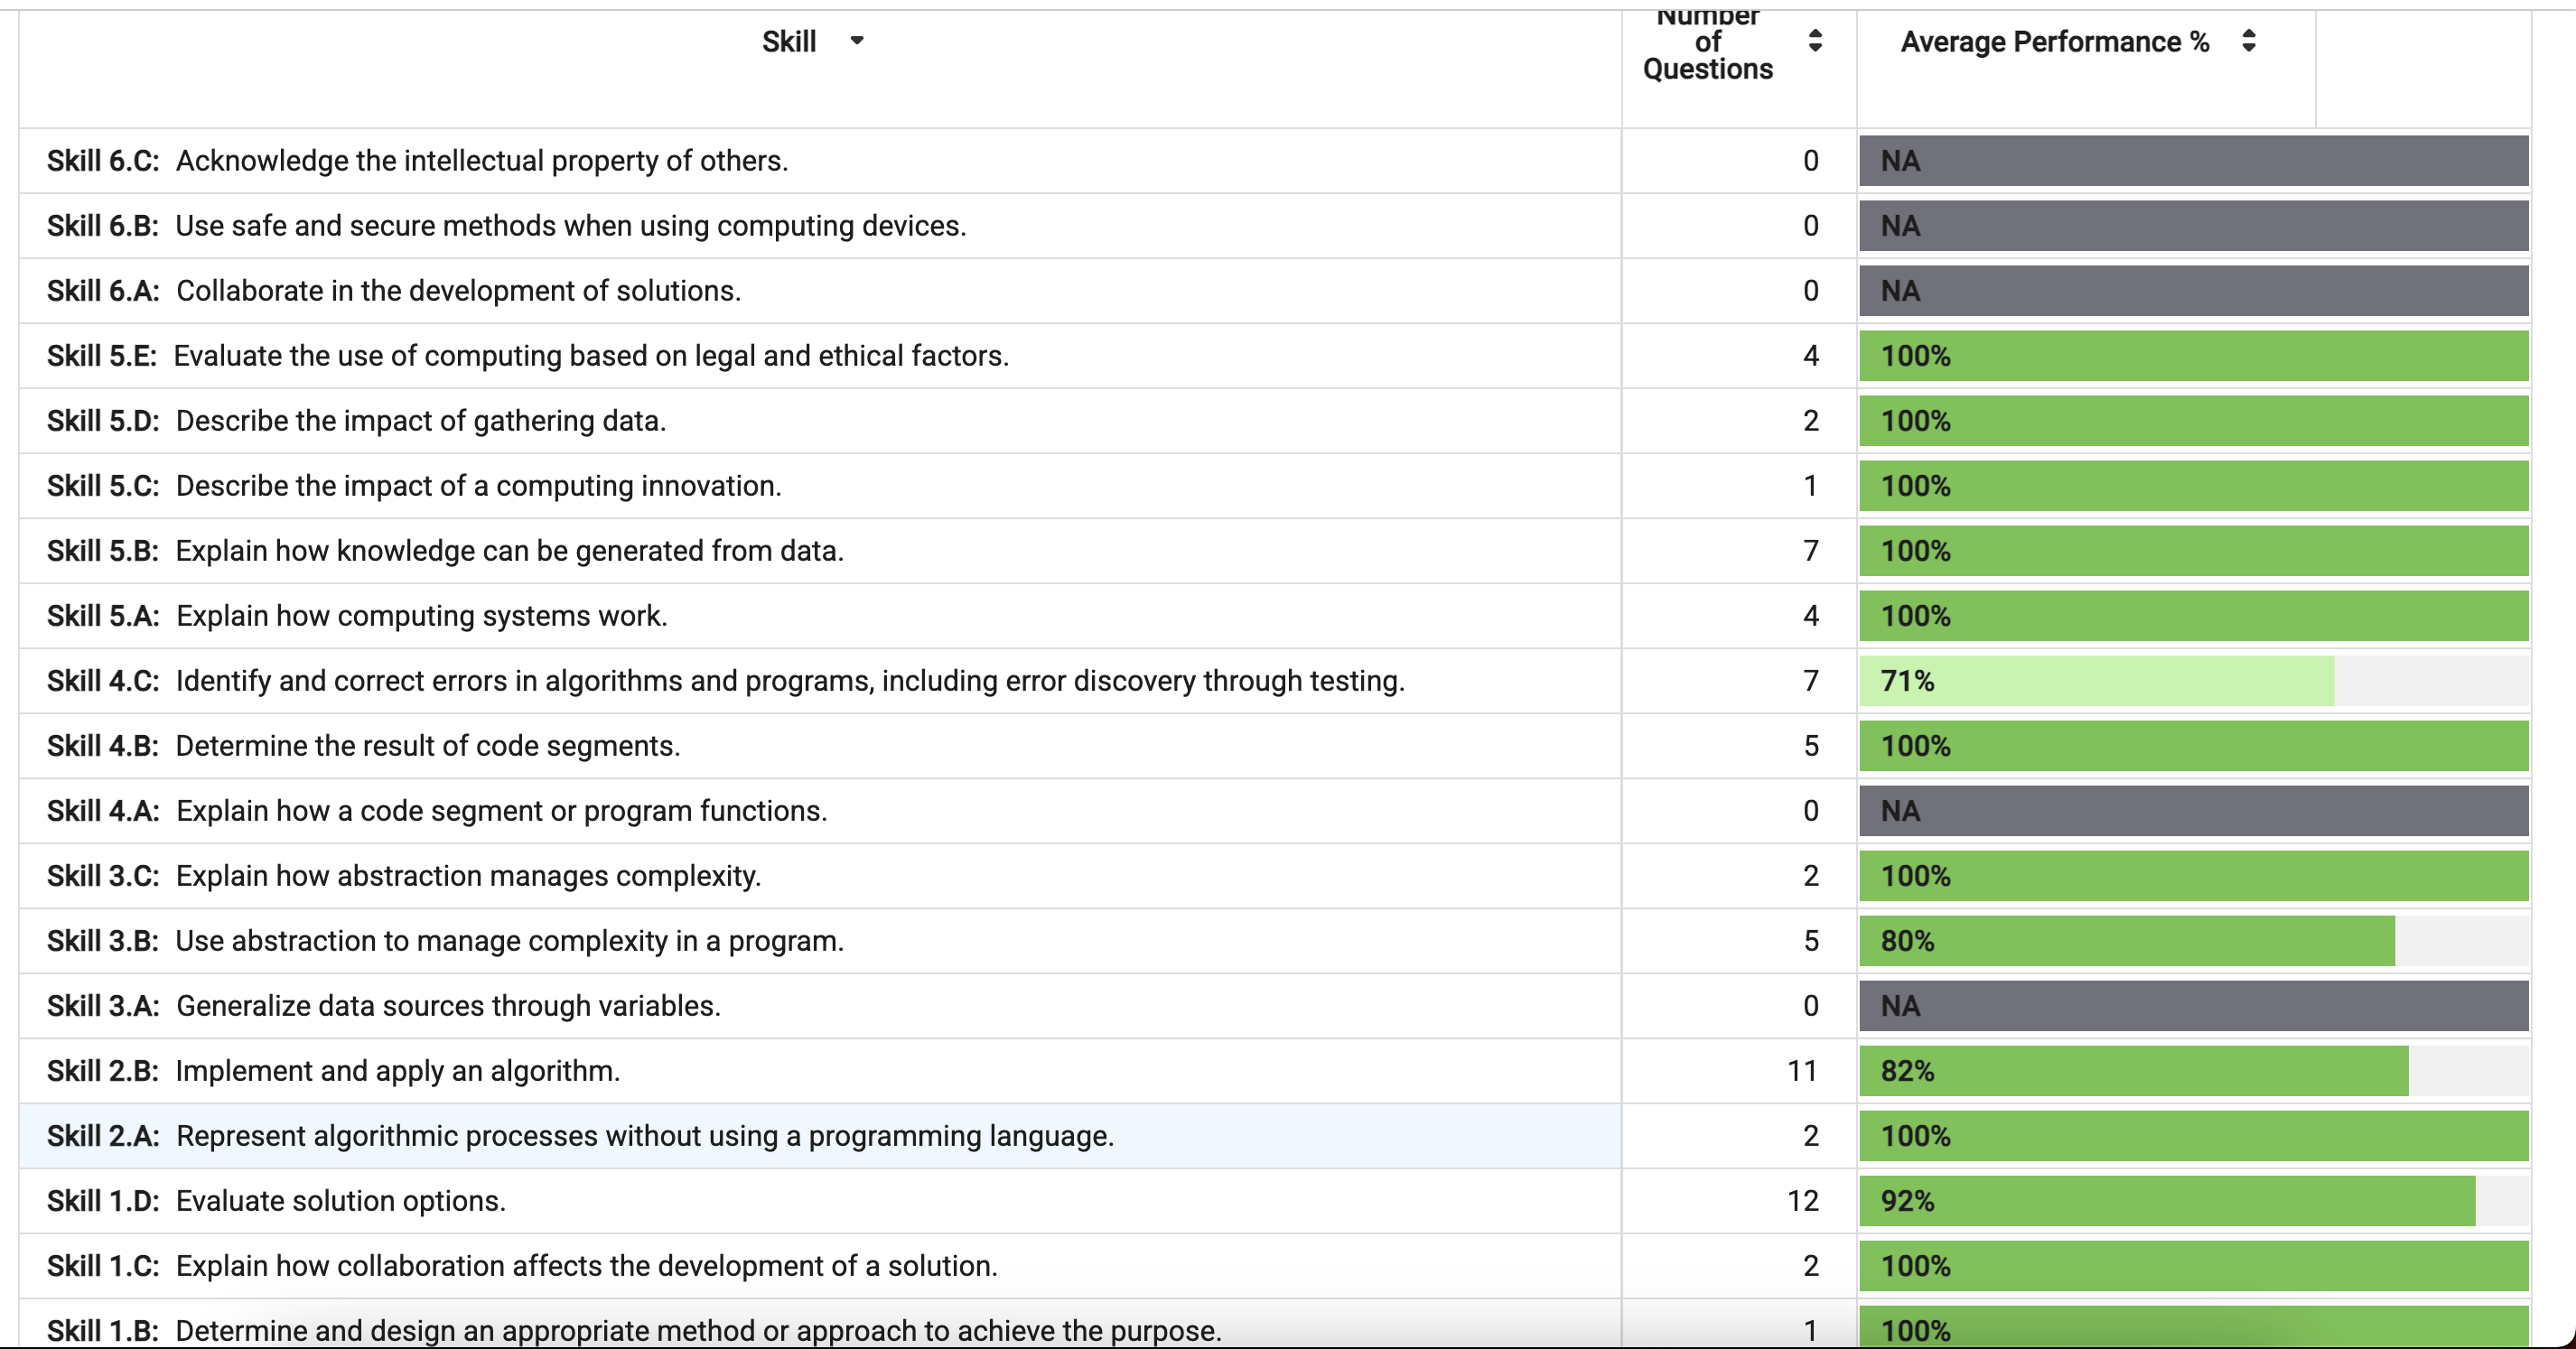 Skill
Number
of
Questions
Average Performance %
Skill 6.C: Acknowledge the intellectual property of others. 0 NA
Skill 6.B: Use safe and secure methods when using computing devices. 0 NA
Skill 6.A: Collaborate in the development of solutions. 0 NA
Skill 5.E: Evaluate the use of computing based on legal and ethical factors. 4 100%
Skill 5.D: Describe the impact of gathering data. 2 100%
Skill 5.C: Describe the impact of a computing innovation. 1 100%
Skill 5.B: Explain how knowledge can be generated from data. 7 100%
Skill 5.A: Explain how computing systems work. 4 100%
Skill 4.C: Identify and correct errors in algorithms and programs, including error discovery through testing. 7 71%
Skill 4.B: Determine the result of code segments. 5 100%
Skill 4.A: Explain how a code segment or program functions. 0 NA
Skill 3.C: Explain how abstraction manages complexity. 2 100%
Skill 3.B: Use abstraction to manage complexity in a program. 5 80%
Skill 3.A: Generalize data sources through variables. 0 NA
Skill 2.B: Implement and apply an algorithm. 11 82%
Skill 2.A: Represent algorithmic processes without using a programming language. 2 100%
Skill 1.D: Evaluate solution options. 12 92%
Skill 1.C: Explain how collaboration affects the development of a solution. 2 100%
Skill 1.B: Determine and design an appropriate method or approach to achieve the purpose. 1 100%